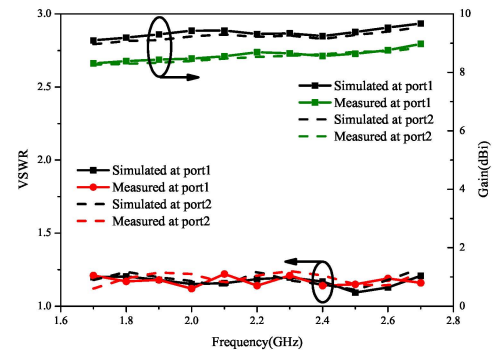 3.0
2.5
2.0
1.5
1.0
VSWR
10
8
6
4
2
0
Gain(dBi)
Simulated at port1
Measured at port1
Simulated at port2
Measured at port2
Simulated at port1
Measured at port1
Simulated at port2
Measured at port2
1.6
1.8
2.0
2.2
2.4
2.6
2.8
Frequency(GHz)